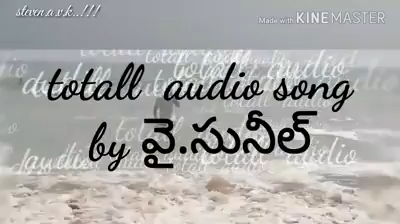 steven.a.v.k..!!!
Made with KINEMASTER
totall audio song
by వై.సునీల్